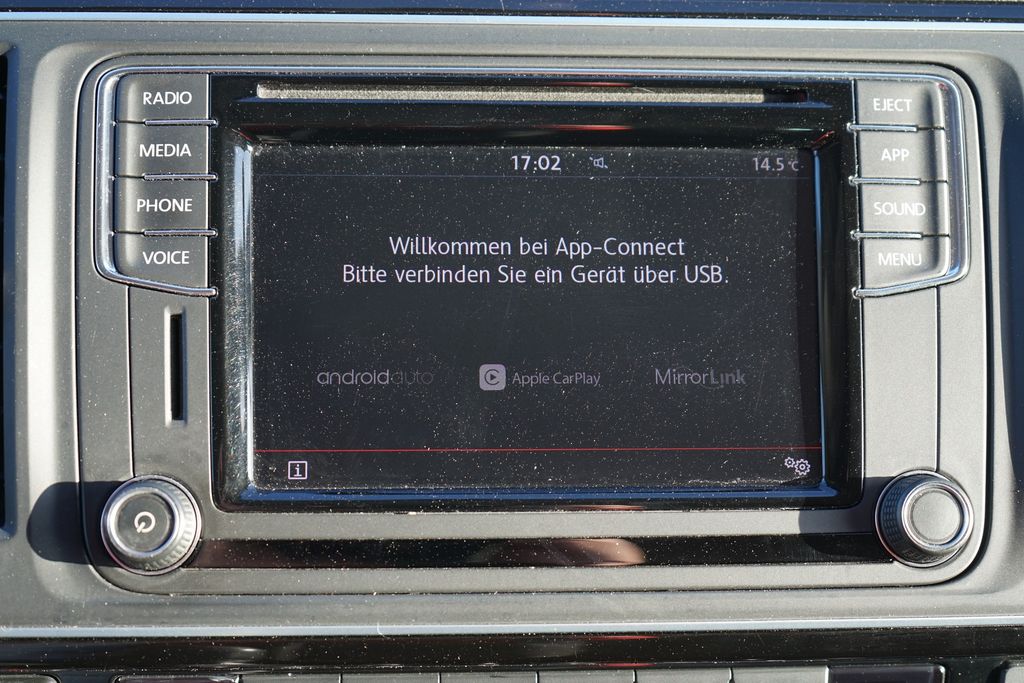 RADIO
MEDIA
PHONE
VOICE
EJECT
APP
SOUND
MENU
17.02
14.5 °C
Willkommen bei App-Connect
Bitte verbinden Sie ein Gerät über USB.
androidauto
Apple CarPlay
MirrorLink
i